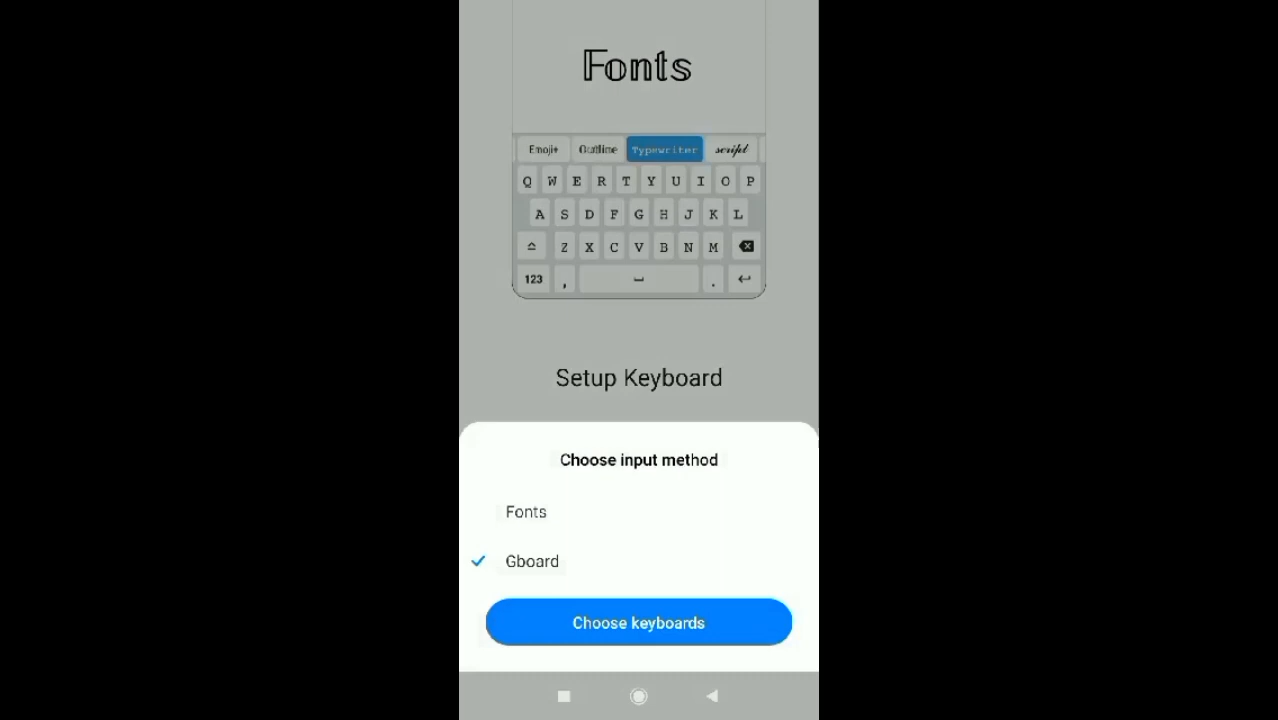 Fonts
Emoji+ Outline Typewriter script
Q W E R T Y U I O P
A S D F G H J K L
Z X C V B N M
123 , .
Setup Keyboard
Choose input method
Fonts
Gboard
Choose keyboards